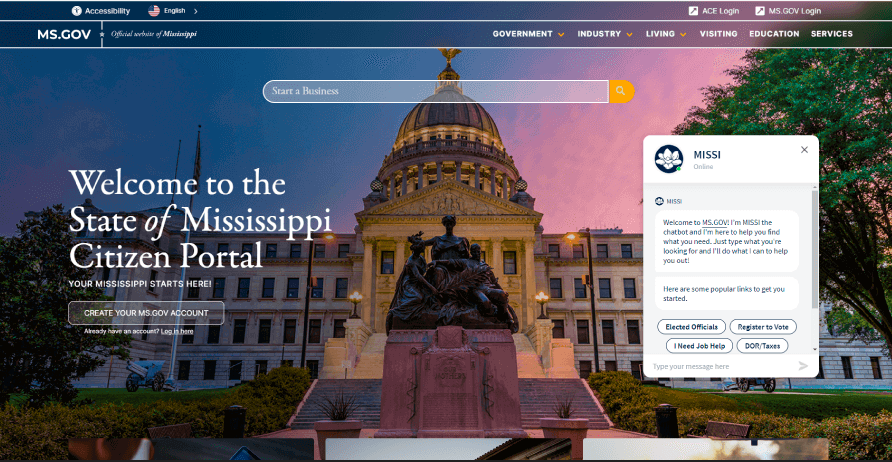 Accessibility
English
ACE Login
MS.GOV Login
MS.GOV
Official website of Mississippi
GOVERNMENT
INDUSTRY
LIVING
VISITING
EDUCATION
SERVICES
Start a Business
Welcome to the
State of Mississippi
Citizen Portal
YOUR MISSISSIPPI STARTS HERE!
CREATE YOUR MS.GOV ACCOUNT
Already have an account? Log in here
MISSI
Online
MISSI
Welcome to MS.GOV! I'm MISSI the
chatbot and I'm here to help you find
what you need. Just type what you're
looking for and I'll do what I can to help
you out!
Here are some popular links to get you
started.
Elected Officials
Register to Vote
I Need Job Help
DOR/Taxes
Type your message here